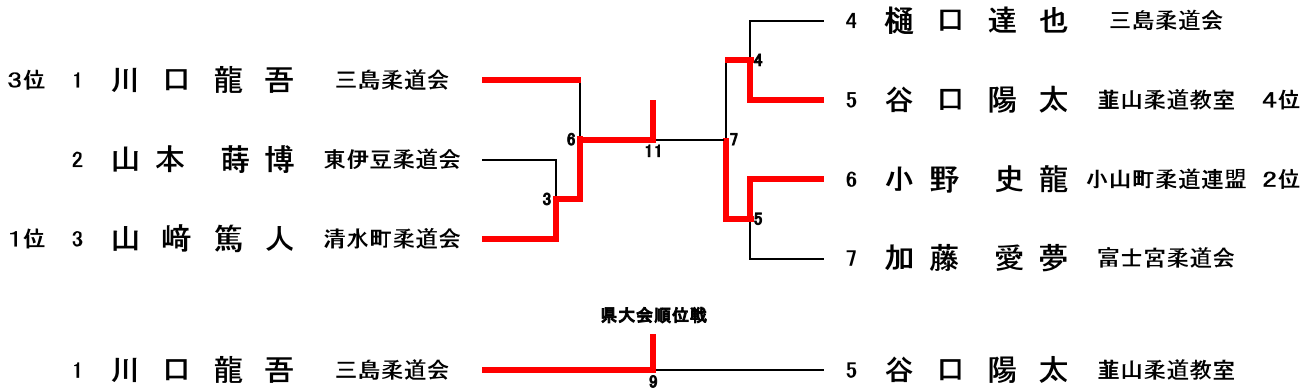 4 樋口達也 三島柔道会
4
3位 1 川口龍吾 三島柔道会
5 谷口陽太 韮山柔道教室 4位
6
11
7
2 山本蒔博 東伊豆柔道会
6 小野史龍 小山町柔道連盟 2位
3
5
1位 3 山﨑篤人 清水町柔道会
7 加藤愛夢 富士宮柔道会
県大会順位戦
1 川口龍吾 三島柔道会
5 谷口陽太 韮山柔道教室
9